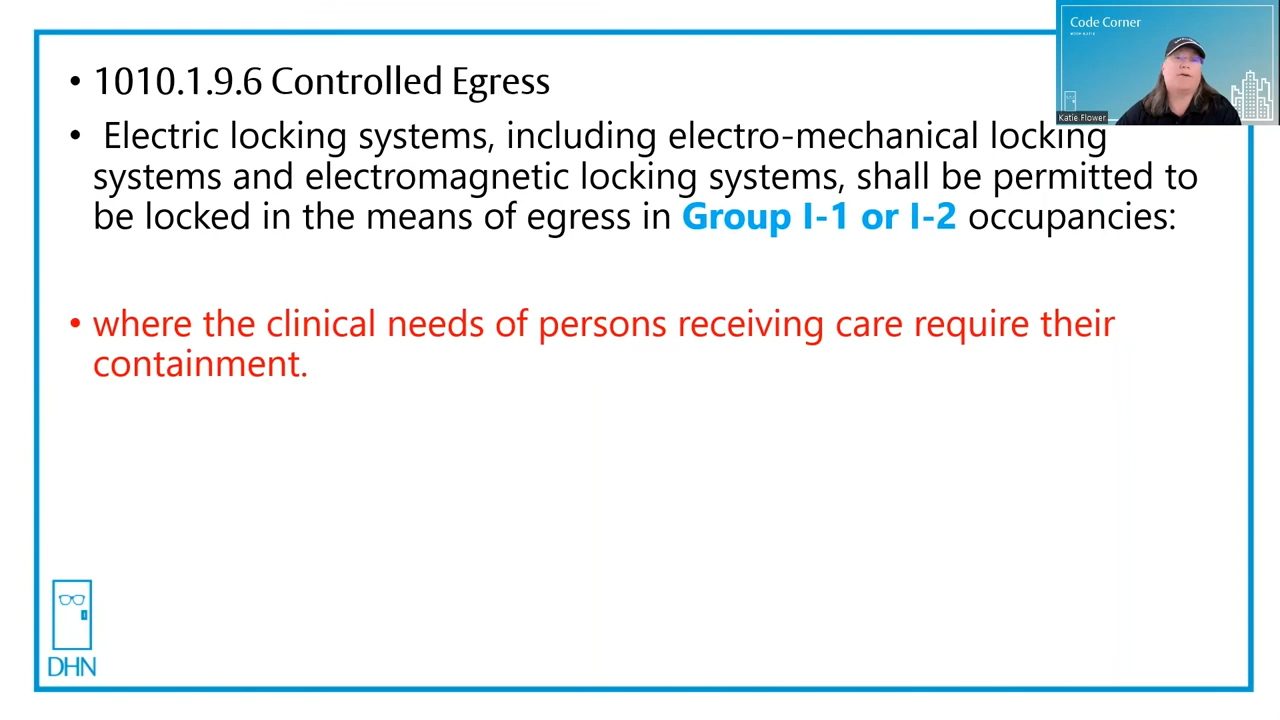 Code Corner
Katie Flower
• 1010.1.9.6 Controlled Egress
• Electric locking systems, including electro-mechanical locking
systems and electromagnetic locking systems, shall be permitted to
be locked in the means of egress in Group I-1 or I-2 occupancies:
• where the clinical needs of persons receiving care require their
containment.
DHN